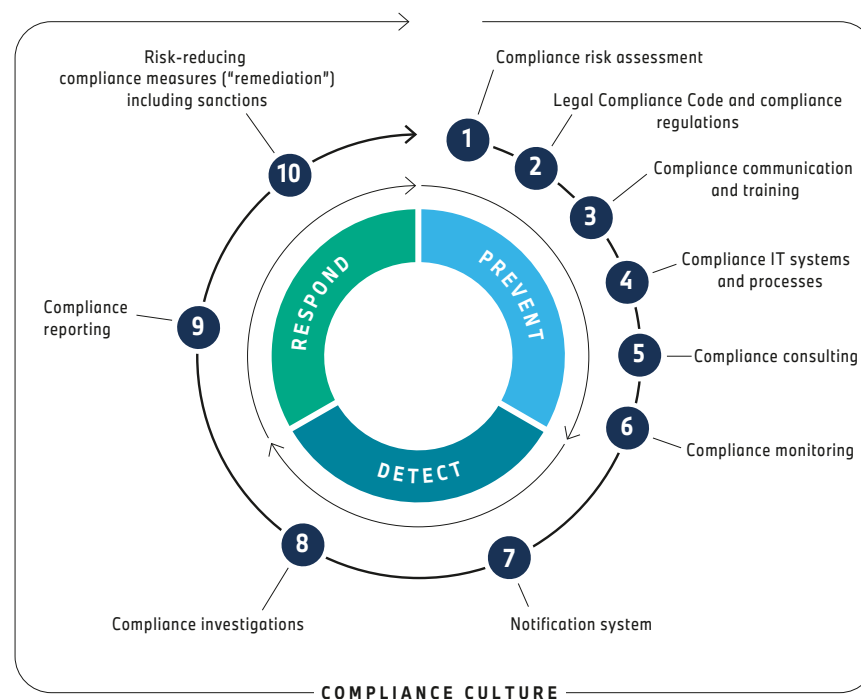 1
Compliance risk assessment
2
Legal Compliance Code and compliance
regulations
3
Compliance communication
and training
4
Compliance IT systems
and processes
5
Compliance consulting
6
Compliance monitoring
7
Notification system
8
Compliance investigations
9
Compliance
reporting
10
Risk-reducing
compliance measures (“remediation”)
including sanctions
PREVENT
DETECT
RESPOND
COMPLIANCE CULTURE